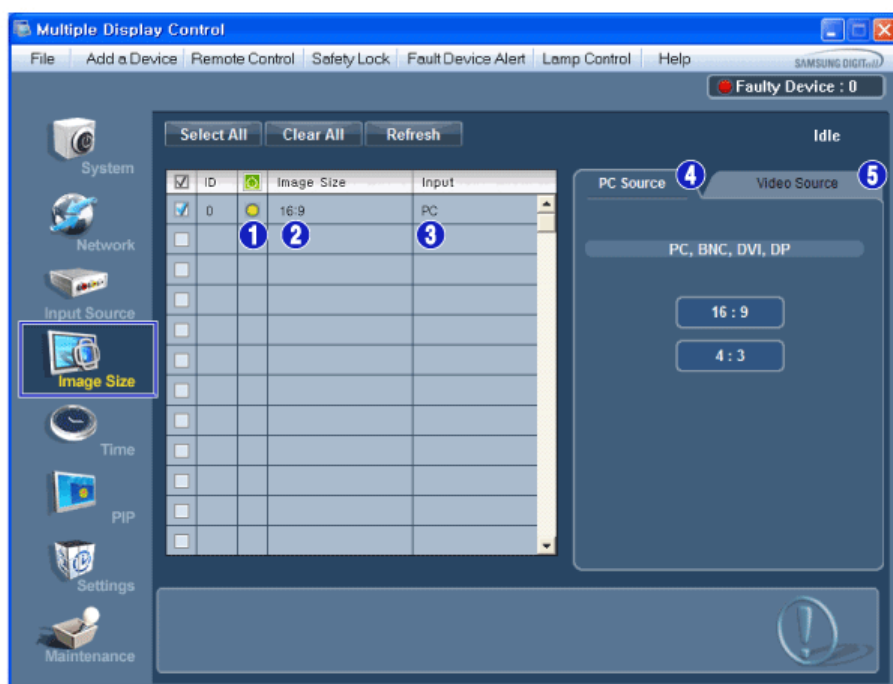 Multiple Display Control
File Add a Device Remote Control Safety Lock Fault Device Alert Lamp Control Help SAMSUNG DIGITall
Faulty Device : 0
Select All Clear All Refresh Idle
System
Network
Input Source
Image Size
Time
PIP
Settings
Maintenance
ID Image Size Input
0 16:9 PC
1 2 3
PC Source 4 Video Source 5
PC, BNC, DVI, DP
16 : 9
4 : 3